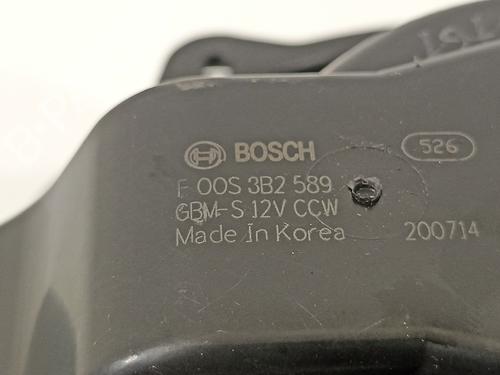 BOSCH
526
F 00S 3B2 589
GBM-S 12V CCW
Made In Korea
200714